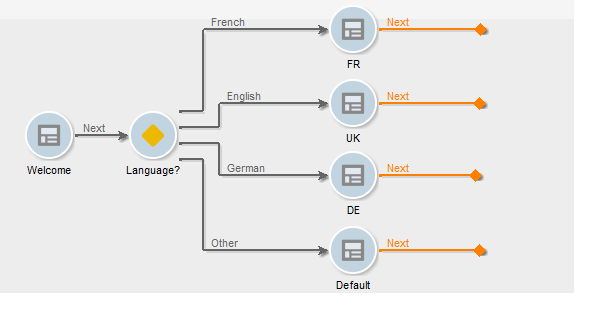 French
Next
FR
English
Next
UK
Next
Welcome
Language?
German
Next
DE
Other
Next
Default